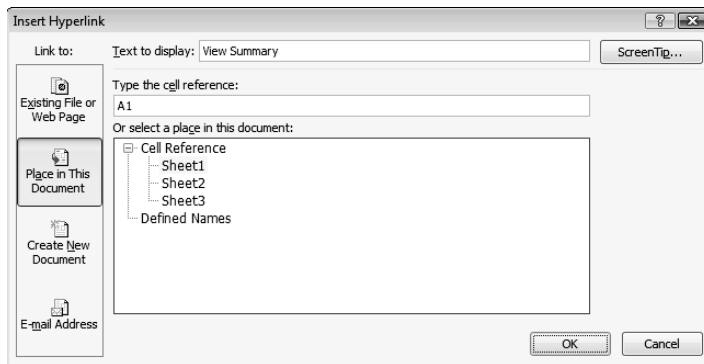 Insert Hyperlink
?
Link to:
Text to display: View Summary
ScreenTip...
Existing File or
Web Page
Place in This
Document
Create New
Document
E-mail Address
Type the cell reference:
A1
Or select a place in this document:
Cell Reference
Sheet1
Sheet2
Sheet3
Defined Names
OK
Cancel